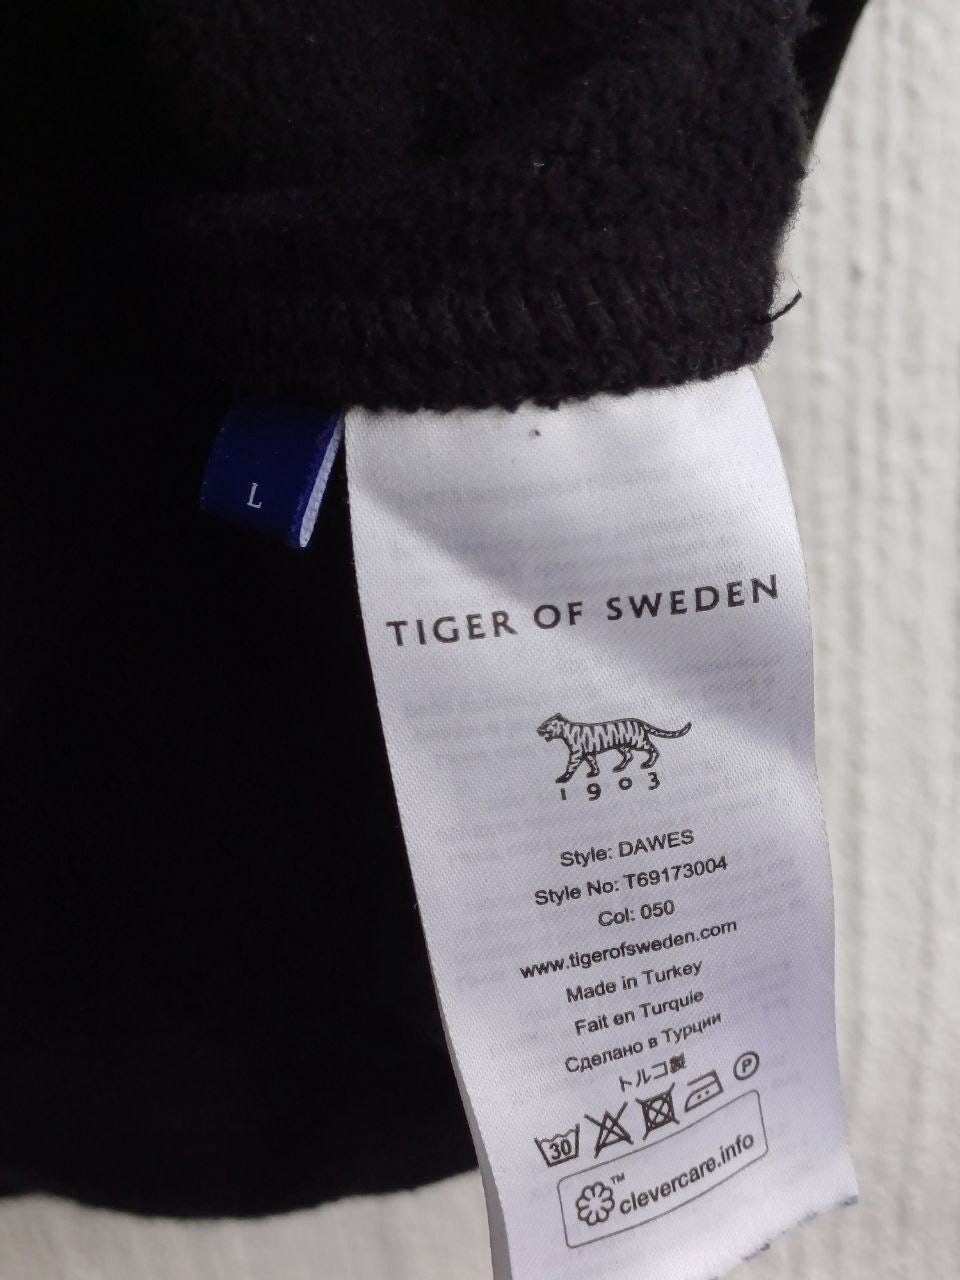 L
TIGER OF SWEDEN
1903
Style: DAWES
Style No: T69173004
Col: 050
www.tigerofsweden.com
Made in Turkey
Fait en Turquie
Сделано в Турции
トルコ製
30
P
™ clevercare.info